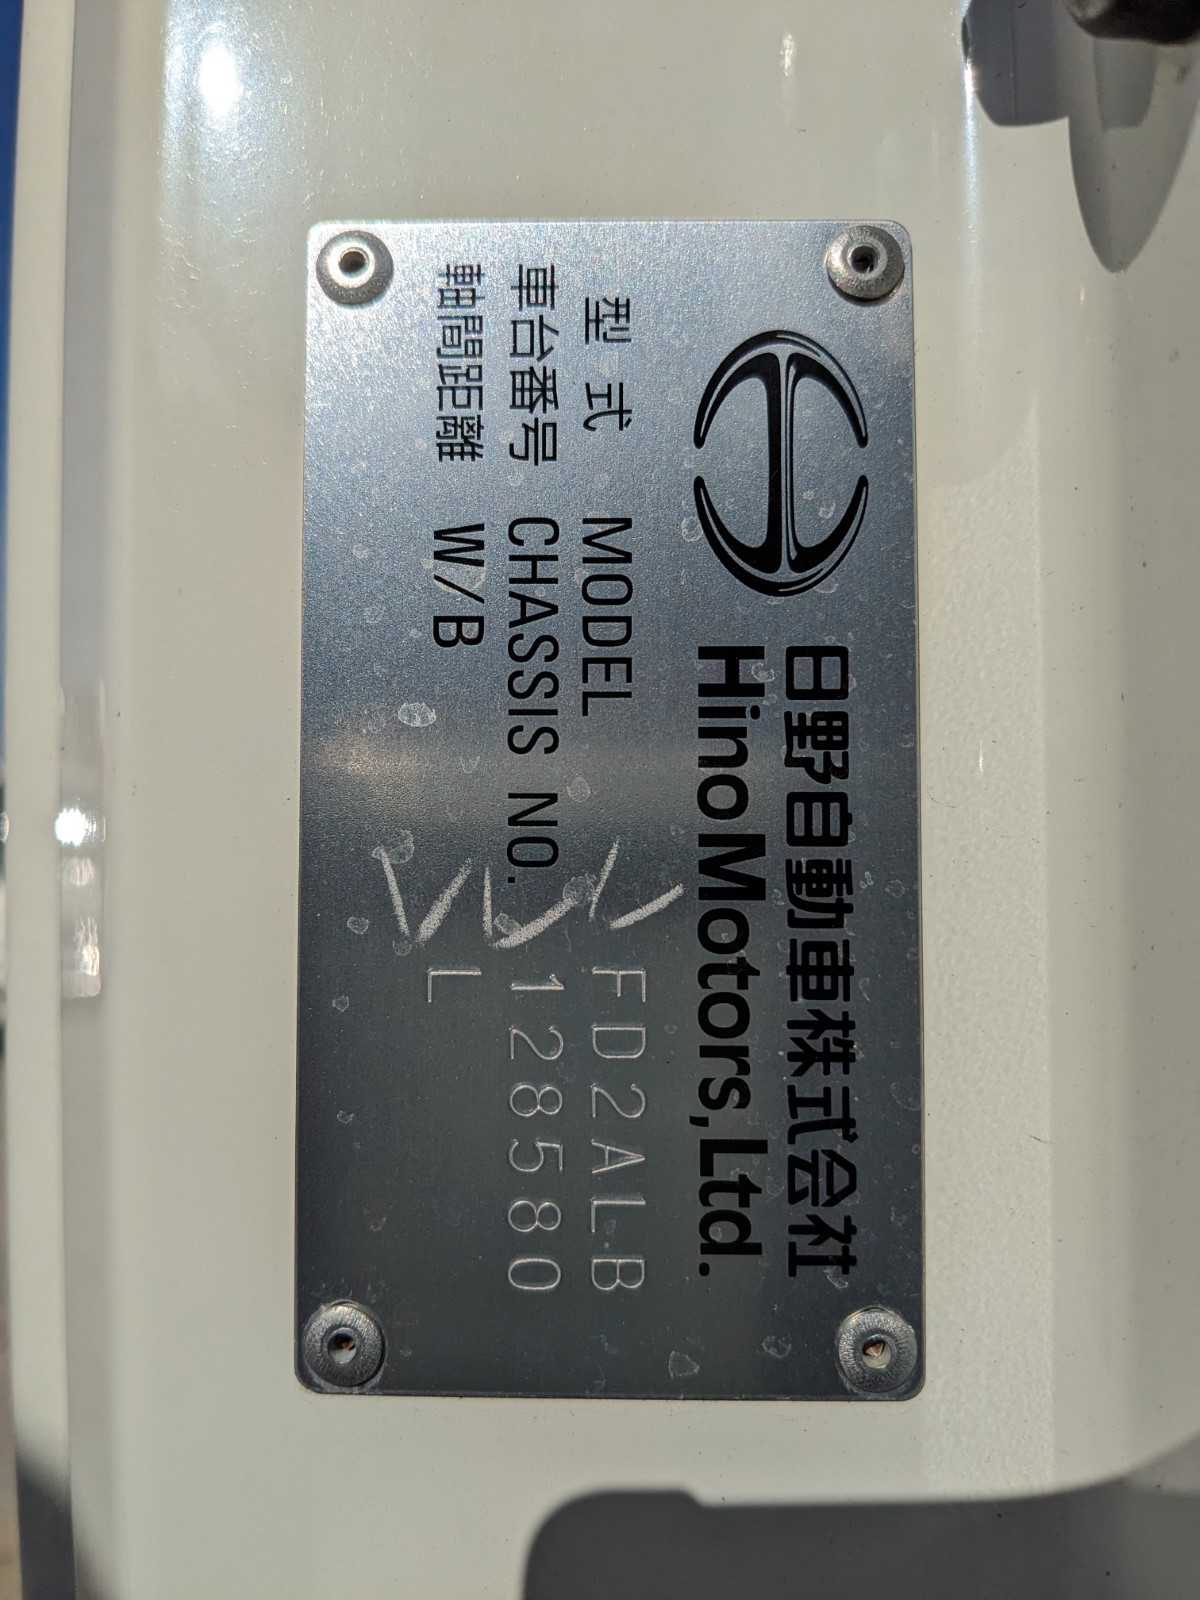 日野自動車株式会社
Hino Motors, Ltd.
型式 MODEL FD2ALB
車台番号 CHASSIS NO. 128580
軸間距離 W/B L